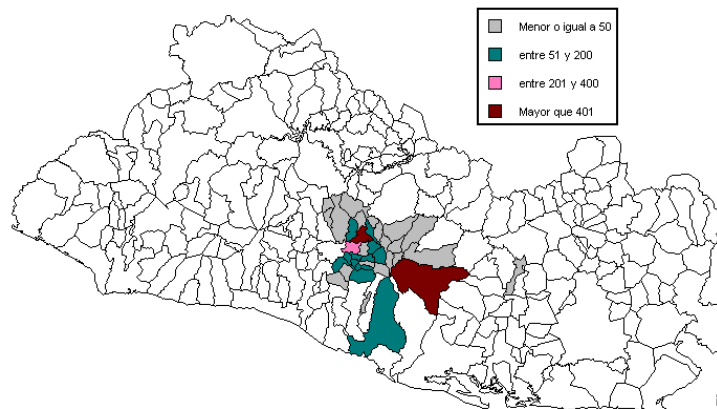 Menor o igual a 50
entre 51 y 200
entre 201 y 400
Mayor que 401